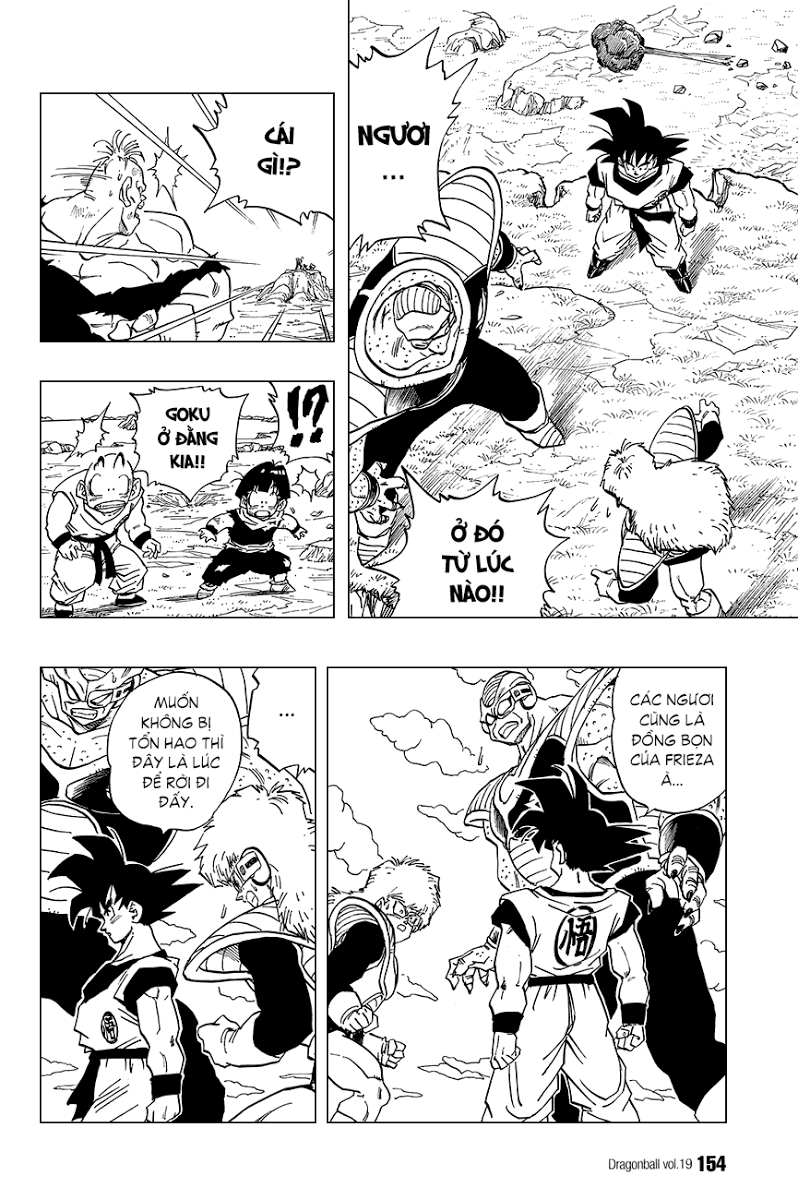 NGƯƠI
...
Ở ĐÓ
TỪ LÚC
NÀO!!
CÁI
GÌ!?
!?
GOKU
Ở ĐẰNG
KIA!!
CÁC NGƯƠI
CŨNG LÀ
ĐỒNG BỌN
CỦA FRIEZA
À...
悟
...
MUỐN
KHÔNG BỊ
TỔN HAO THÌ
ĐÂY LÀ LÚC
ĐỂ RỜI ĐI
ĐẤY.
Dragonball vol.19 154